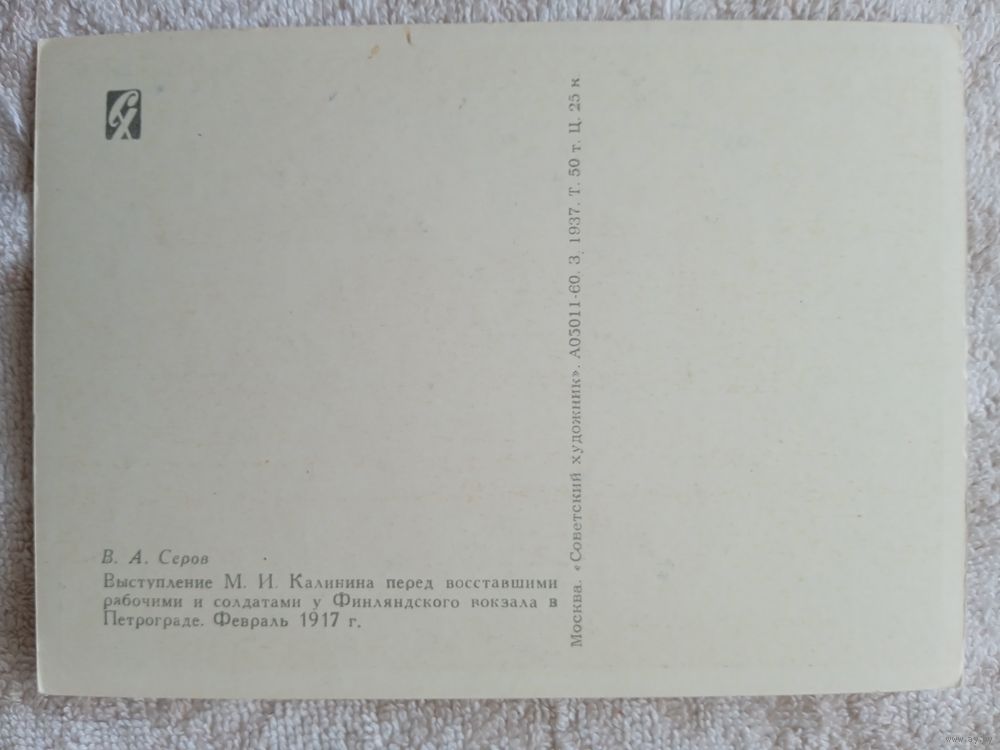 В. А. Серов
Выступление М. И. Калинина перед восставшими
рабочими и солдатами у Финляндского вокзала в
Петрограде. Февраль 1917 г.
Москва. «Советский художник». А05011-60. З. 1937. Т. 50 т. Ц. 25 к
СХ